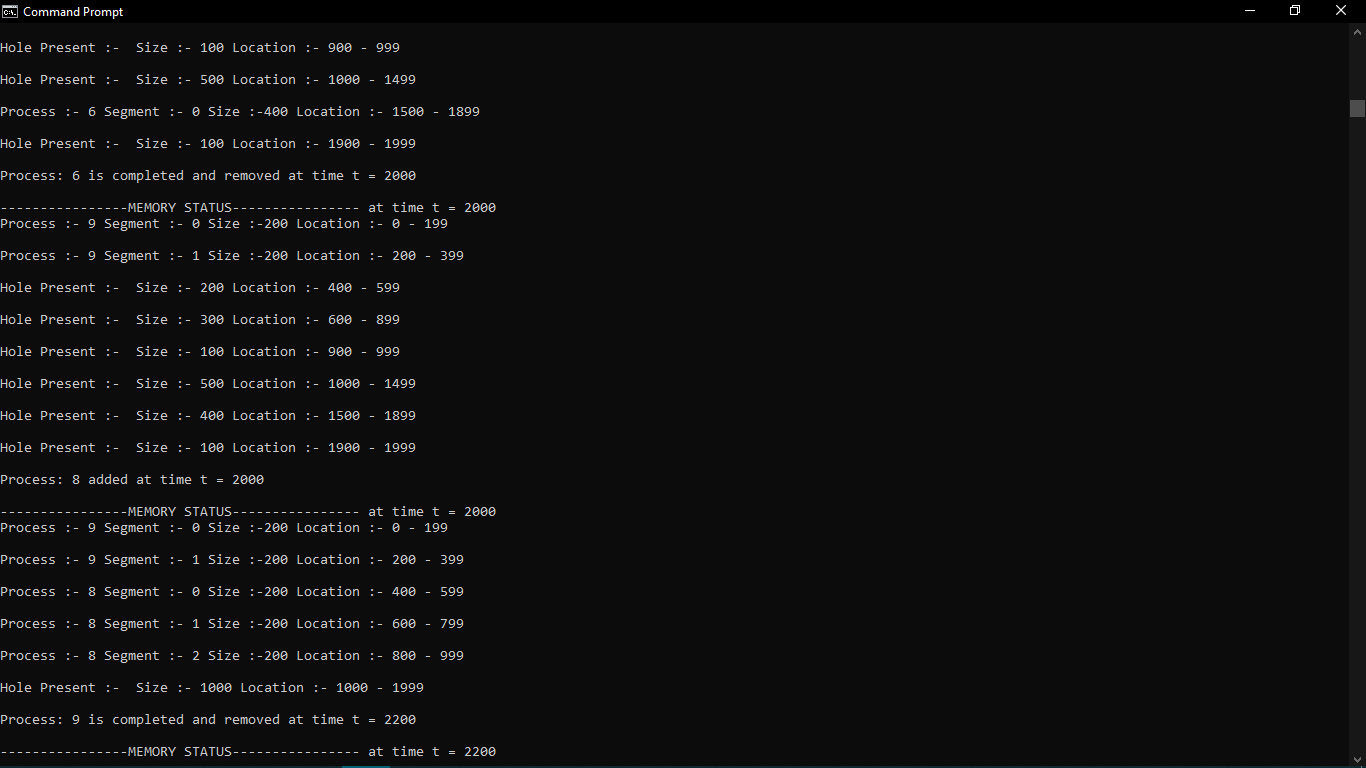 Command Prompt
Hole Present :-  Size :- 100 Location :- 900 - 999
Hole Present :-  Size :- 500 Location :- 1000 - 1499
Process :- 6 Segment :- 0 Size :-400 Location :- 1500 - 1899
Hole Present :-  Size :- 100 Location :- 1900 - 1999
Process: 6 is completed and removed at time t = 2000
----------------MEMORY STATUS---------------- at time t = 2000
Process :- 9 Segment :- 0 Size :-200 Location :- 0 - 199
Process :- 9 Segment :- 1 Size :-200 Location :- 200 - 399
Hole Present :-  Size :- 200 Location :- 400 - 599
Hole Present :-  Size :- 300 Location :- 600 - 899
Hole Present :-  Size :- 100 Location :- 900 - 999
Hole Present :-  Size :- 500 Location :- 1000 - 1499
Hole Present :-  Size :- 400 Location :- 1500 - 1899
Hole Present :-  Size :- 100 Location :- 1900 - 1999
Process: 8 added at time t = 2000
----------------MEMORY STATUS---------------- at time t = 2000
Process :- 9 Segment :- 0 Size :-200 Location :- 0 - 199
Process :- 9 Segment :- 1 Size :-200 Location :- 200 - 399
Process :- 8 Segment :- 0 Size :-200 Location :- 400 - 599
Process :- 8 Segment :- 1 Size :-200 Location :- 600 - 799
Process :- 8 Segment :- 2 Size :-200 Location :- 800 - 999
Hole Present :-  Size :- 1000 Location :- 1000 - 1999
Process: 9 is completed and removed at time t = 2200
----------------MEMORY STATUS---------------- at time t = 2200